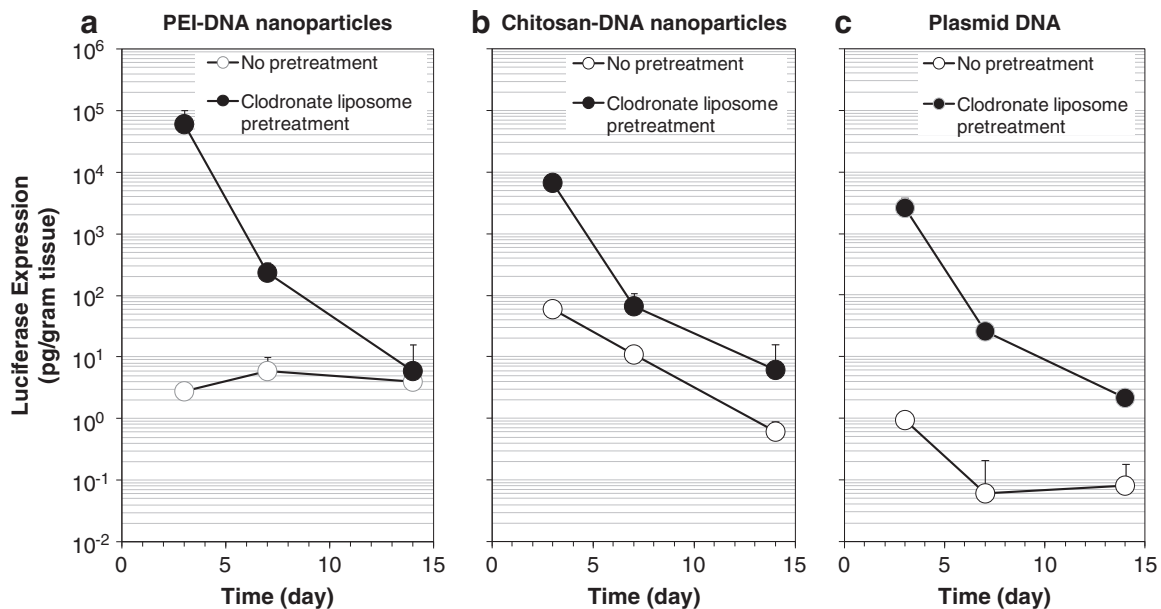 a PEI-DNA nanoparticles
b Chitosan-DNA nanoparticles
c Plasmid DNA
Luciferase Expression
(pg/gram tissue)
10^6
10^5
10^4
10^3
10^2
10^1
10^0
10^-1
10^-2
No pretreatment
Clodronate liposome
pretreatment
No pretreatment
Clodronate liposome
pretreatment
No pretreatment
Clodronate liposome
pretreatment
0 5 10 15
0 5 10 15
0 5 10 15
Time (day)
Time (day)
Time (day)